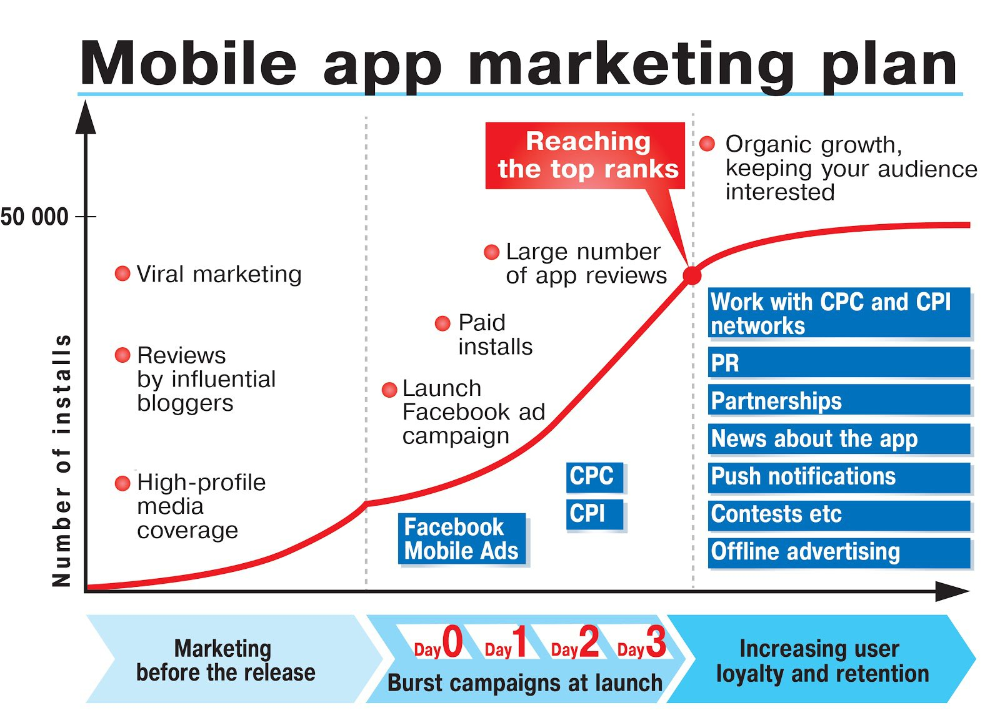 Mobile app marketing plan
Number of installs
50 000
Viral marketing
Reviews
by influential
bloggers
High-profile
media
coverage
Reaching
the top ranks
Large number
of app reviews
Paid
installs
Launch
Facebook ad
campaign
Facebook
Mobile Ads
CPC
CPI
Organic growth,
keeping your audience
interested
Work with CPC and CPI
networks
PR
Partnerships
News about the app
Push notifications
Contests etc
Offline advertising
Marketing
before the release
Day 0 Day 1 Day 2 Day 3
Burst campaigns at launch
Increasing user
loyalty and retention